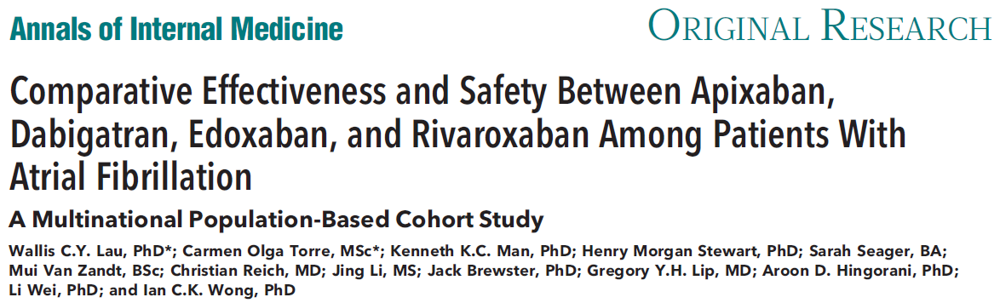 Annals of Internal Medicine
ORIGINAL RESEARCH
Comparative Effectiveness and Safety Between Apixaban,
Dabigatran, Edoxaban, and Rivaroxaban Among Patients With
Atrial Fibrillation
A Multinational Population-Based Cohort Study
Wallis C.Y. Lau, PhD*; Carmen Olga Torre, MSc*; Kenneth K.C. Man, PhD; Henry Morgan Stewart, PhD; Sarah Seager, BA;
Mui Van Zandt, BSc; Christian Reich, MD; Jing Li, MS; Jack Brewster, PhD; Gregory Y.H. Lip, MD; Aroon D. Hingorani, PhD;
Li Wei, PhD; and Ian C.K. Wong, PhD